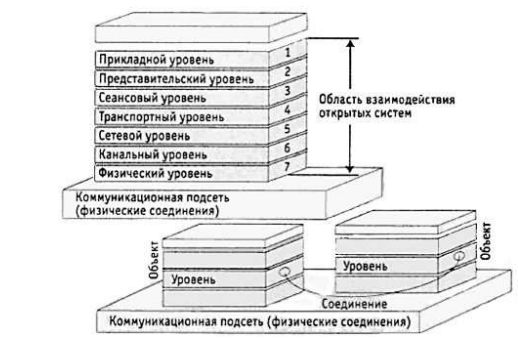 Прикладной уровень 1
Представительский уровень 2
Сеансовый уровень 3
Транспортный уровень 4
Сетевой уровень 5
Канальный уровень 6
Физический уровень 7
Область взаимодействия
открытых систем
Коммуникационная подсеть
(физические соединения)
Объект
Уровень
Уровень
Объект
Соединение
Коммуникационная подсеть (физические соединения)